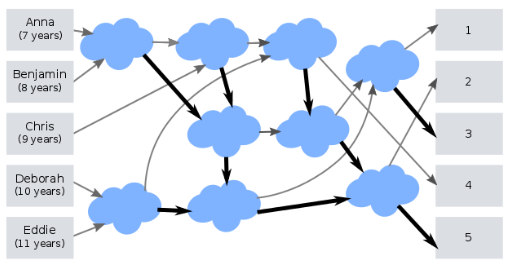 Anna
(7 years)
Benjamin
(8 years)
Chris
(9 years)
Deborah
(10 years)
Eddie
(11 years)
1
2
3
4
5